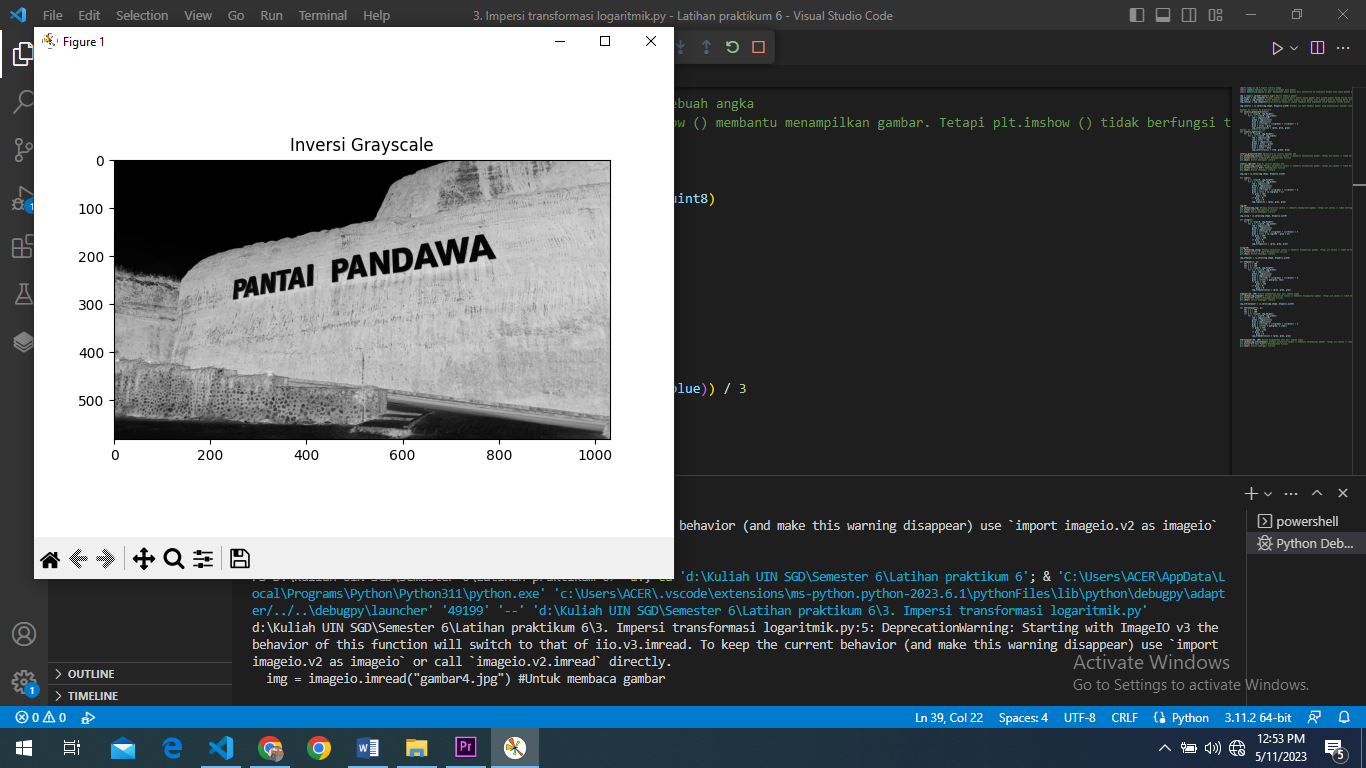 File Edit Selection View Go Run Terminal Help
3. Impersi transformasi logaritmik.py - Latihan praktikum 6 - Visual Studio Code
Figure 1
Inversi Grayscale
0
100
200
300
400
500
0 200 400 600 800 1000
PANTAI PANDAWA
ebuah angka
ow () membantu menampilkan gambar. Tetapi plt.imshow () tidak berfungsi t
uint8)
blue)) / 3
behavior (and make this warning disappear) use `import imageio.v2 as imageio`
'd:\Kuliah UIN SGD\Semester 6\Latihan praktikum 6'; & 'C:\Users\ACER\AppData\L
ocal\Programs\Python\Python311\python.exe' 'c:\Users\ACER\.vscode\extensions\ms-python.python-2023.6.1\pythonFiles\lib\python\debugpy\adapt
er/../..\debugpy\launcher' '49199' '--' 'd:\Kuliah UIN SGD\Semester 6\Latihan praktikum 6\3. Impersi transformasi logaritmik.py'
d:\Kuliah UIN SGD\Semester 6\Latihan praktikum 6\3. Impersi transformasi logaritmik.py:5: DeprecationWarning: Starting with ImageIO v3 the
behavior of this function will switch to that of iio.v3.imread. To keep the current behavior (and make this warning disappear) use `import
imageio.v2 as imageio` or call `imageio.v2.imread` directly.
img = imageio.imread("gambar4.jpg") #Untuk membaca gambar
powershell
Python Deb...
OUTLINE
TIMELINE
1
1
Activate Windows
Go to Settings to activate Windows.
0 0
Ln 39, Col 22 Spaces: 4 UTF-8 CRLF Python 3.11.2 64-bit
12:53 PM
5/11/2023
5